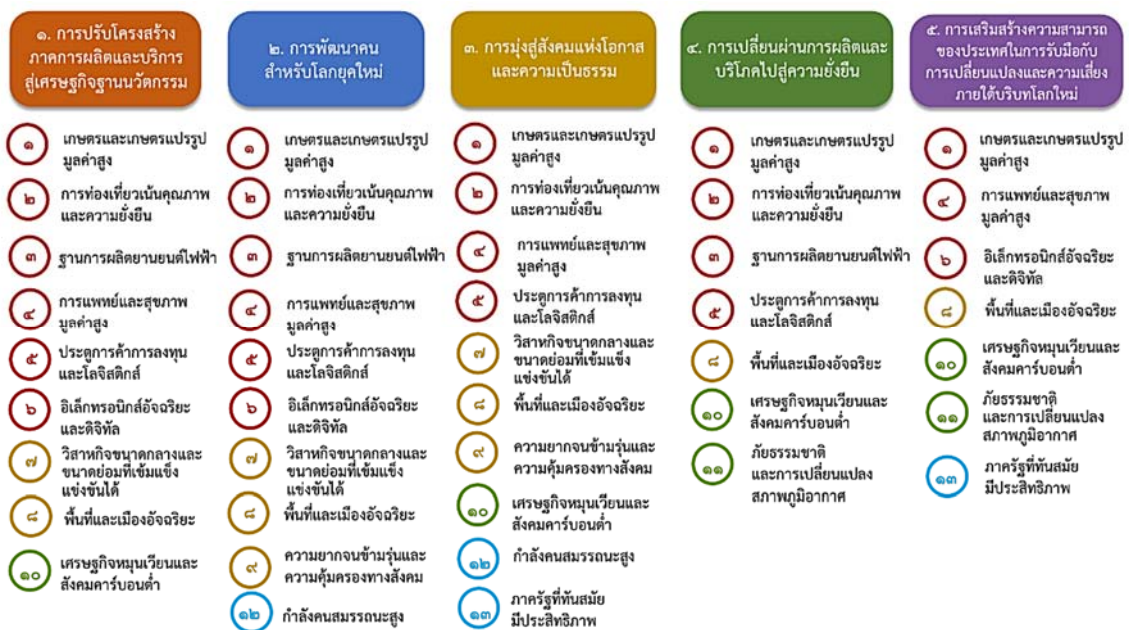 ๑. การปรับโครงสร้าง
ภาคการผลิตและบริการ
สู่เศรษฐกิจฐานนวัตกรรม
๑
เกษตรและเกษตรแปรรูป
มูลค่าสูง
๒
การท่องเที่ยวเน้นคุณภาพ
และความยั่งยืน
๓
ฐานการผลิตยานยนต์ไฟฟ้า
๔
การแพทย์และสุขภาพ
มูลค่าสูง
๕
ประตูการค้าการลงทุน
และโลจิสติกส์
๖
อิเล็กทรอนิกส์อัจฉริยะ
และดิจิทัล
๗
วิสาหกิจขนาดกลางและ
ขนาดย่อมที่เข้มแข็ง
แข่งขันได้
๘
พื้นที่และเมืองอัจฉริยะ
๑๐
เศรษฐกิจหมุนเวียนและ
สังคมคาร์บอนต่ำ
๒. การพัฒนาคน
สำหรับโลกยุคใหม่
๑
เกษตรและเกษตรแปรรูป
มูลค่าสูง
๒
การท่องเที่ยวเน้นคุณภาพ
และความยั่งยืน
๓
ฐานการผลิตยานยนต์ไฟฟ้า
๔
การแพทย์และสุขภาพ
มูลค่าสูง
๕
ประตูการค้าการลงทุน
และโลจิสติกส์
๖
อิเล็กทรอนิกส์อัจฉริยะ
และดิจิทัล
๗
วิสาหกิจขนาดกลางและ
ขนาดย่อมที่เข้มแข็ง
แข่งขันได้
๘
พื้นที่และเมืองอัจฉริยะ
๙
ความยากจนข้ามรุ่นและ
ความคุ้มครองทางสังคม
๑๒
กำลังคนสมรรถนะสูง
๓. การมุ่งสู่สังคมแห่งโอกาส
และความเป็นธรรม
๑
เกษตรและเกษตรแปรรูป
มูลค่าสูง
๒
การท่องเที่ยวเน้นคุณภาพ
และความยั่งยืน
๔
การแพทย์และสุขภาพ
มูลค่าสูง
๕
ประตูการค้าการลงทุน
และโลจิสติกส์
๗
วิสาหกิจขนาดกลางและ
ขนาดย่อมที่เข้มแข็ง
แข่งขันได้
๘
พื้นที่และเมืองอัจฉริยะ
๙
ความยากจนข้ามรุ่นและ
ความคุ้มครองทางสังคม
๑๐
เศรษฐกิจหมุนเวียนและ
สังคมคาร์บอนต่ำ
๑๒
กำลังคนสมรรถนะสูง
๑๓
ภาครัฐที่ทันสมัย
มีประสิทธิภาพ
๔. การเปลี่ยนผ่านการผลิตและ
บริโภคไปสู่ความยั่งยืน
๑
เกษตรและเกษตรแปรรูป
มูลค่าสูง
๒
การท่องเที่ยวเน้นคุณภาพ
และความยั่งยืน
๓
ฐานการผลิตยานยนต์ไฟฟ้า
๕
ประตูการค้าการลงทุน
และโลจิสติกส์
๘
พื้นที่และเมืองอัจฉริยะ
๑๐
เศรษฐกิจหมุนเวียนและ
สังคมคาร์บอนต่ำ
๑๑
ภัยธรรมชาติ
และการเปลี่ยนแปลง
สภาพภูมิอากาศ
๕. การเสริมสร้างความสามารถ
ของประเทศในการรับมือกับ
การเปลี่ยนแปลงและความเสี่ยง
ภายใต้บริบทโลกใหม่
๑
เกษตรและเกษตรแปรรูป
มูลค่าสูง
๔
การแพทย์และสุขภาพ
มูลค่าสูง
๖
อิเล็กทรอนิกส์อัจฉริยะ
และดิจิทัล
๘
พื้นที่และเมืองอัจฉริยะ
๑๐
เศรษฐกิจหมุนเวียนและ
สังคมคาร์บอนต่ำ
๑๑
ภัยธรรมชาติ
และการเปลี่ยนแปลง
สภาพภูมิอากาศ
๑๓
ภาครัฐที่ทันสมัย
มีประสิทธิภาพ